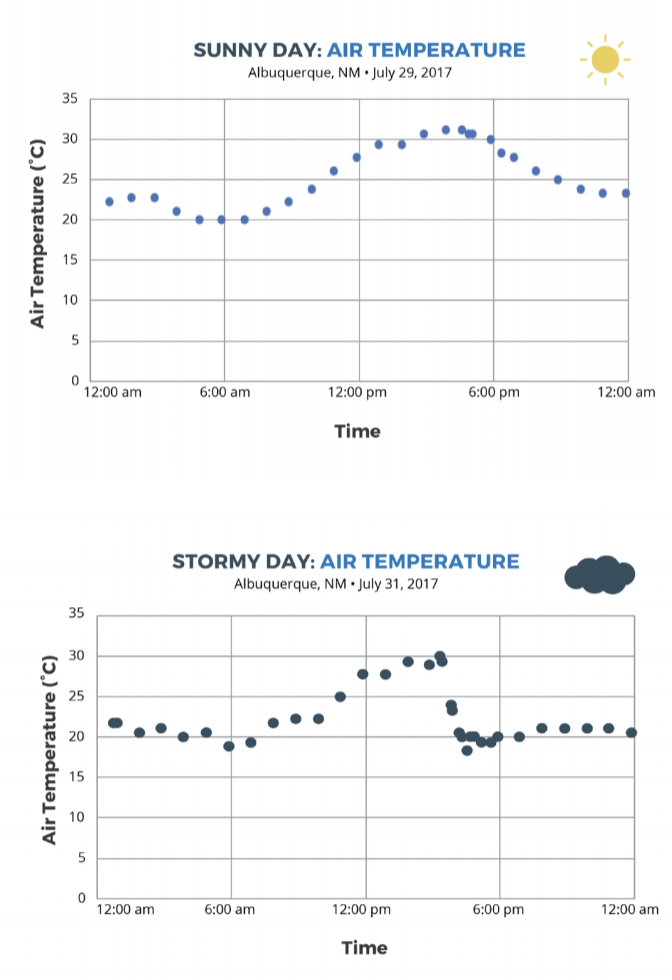 SUNNY DAY: AIR TEMPERATURE
Albuquerque, NM • July 29, 2017
Air Temperature (˚C)
35
30
25
20
15
10
5
0
12:00 am 6:00 am 12:00 pm 6:00 pm 12:00 am
Time
STORMY DAY: AIR TEMPERATURE
Albuquerque, NM • July 31, 2017
Air Temperature (˚C)
35
30
25
20
15
10
5
0
12:00 am 6:00 am 12:00 pm 6:00 pm 12:00 am
Time